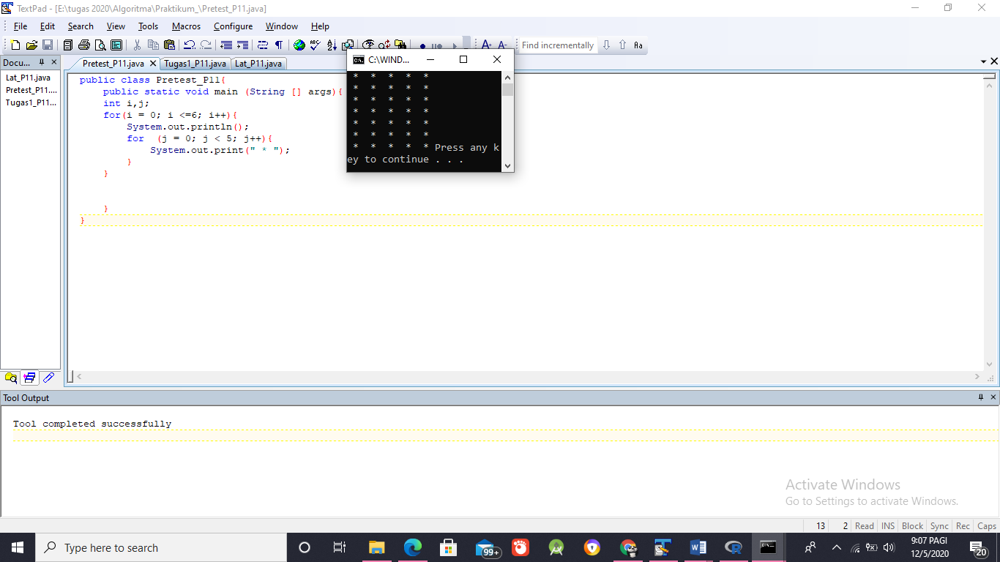 TextPad - [E:\tugas 2020\Algoritma\Praktikum_\Pretest_P11.java]
File Edit Search View Tools Macros Configure Window Help
Find incrementally Aa
Docu... Pretest_P11.java Tugas1_P11.java Lat_P11.java
Lat_P11.java
Pretest_P11....
Tugas1_P11...
public class Pretest_P11{
public static void main (String [] args){
int i,j;
for(i = 0; i <=6; i++){
System.out.println();
for (j = 0; j < 5; j++){
System.out.print(" * ");
}
}
}
}
C:\WIND...
* * * * *
* * * * *
* * * * *
* * * * *
* * * * *
* * * * *
* * * * * Press any k
ey to continue . . .
Tool Output
Tool completed successfully
Activate Windows
Go to Settings to activate Windows.
13 2 Read INS Block Sync Rec Caps
Type here to search
99+
9:07 PAGI
12/5/2020
20